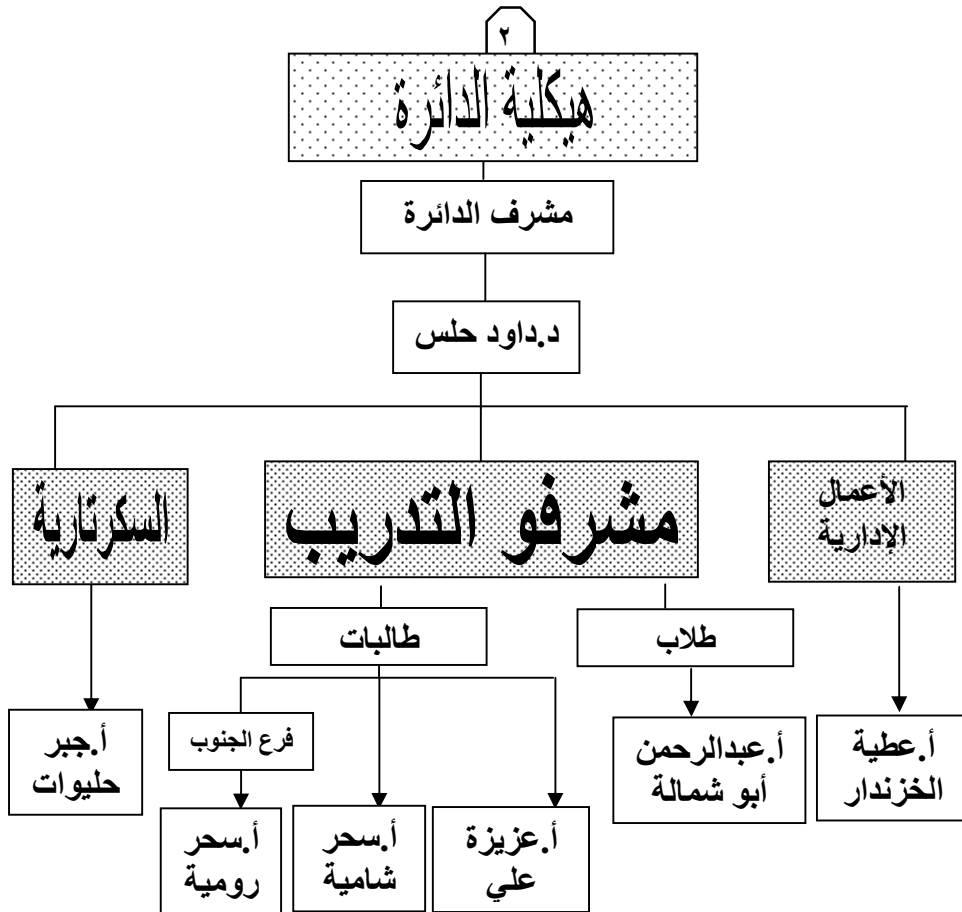 ٢
هيكلية الدائرة
مشرف الدائرة
د.داود حلس
الأعمال
الإدارية
مشرفو التدريب
السكرتارية
طلاب
طالبات
أ.عطية
الخزندار
أ.عبدالرحمن
أبو شمالة
فرع الجنوب
أ.جبر
حليوات
أ.عزيزة
علي
أ.سحر
شامية
أ.سحر
رومية